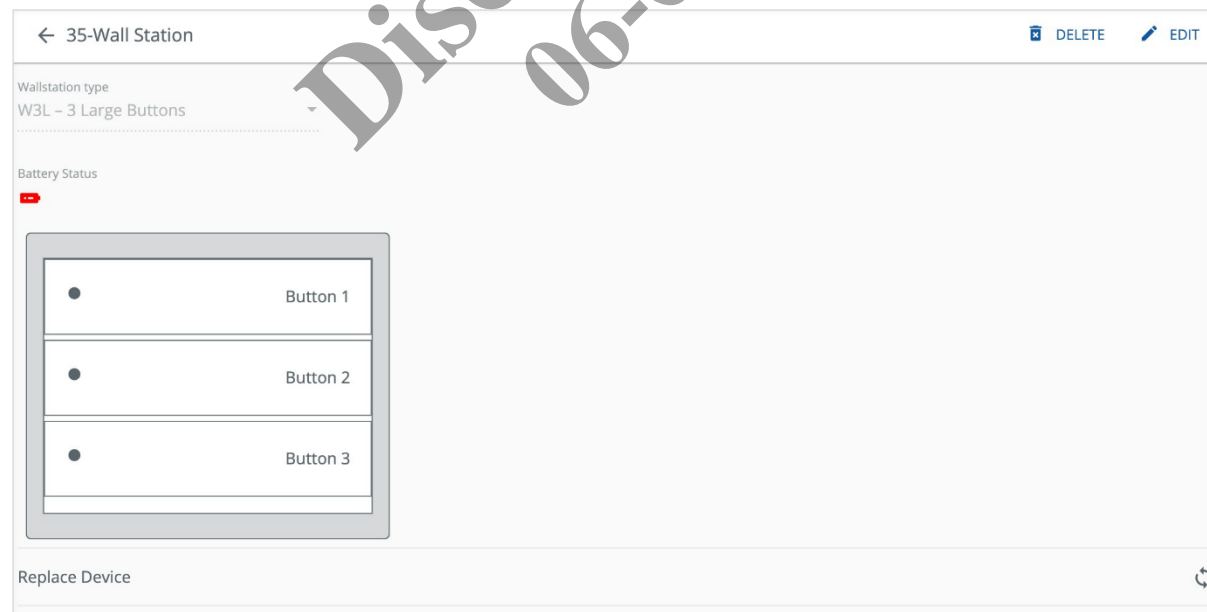 35-Wall Station
DELETE
EDIT
Wallstation type
W3L – 3 Large Buttons
Battery Status
Button 1
Button 2
Button 3
Replace Device